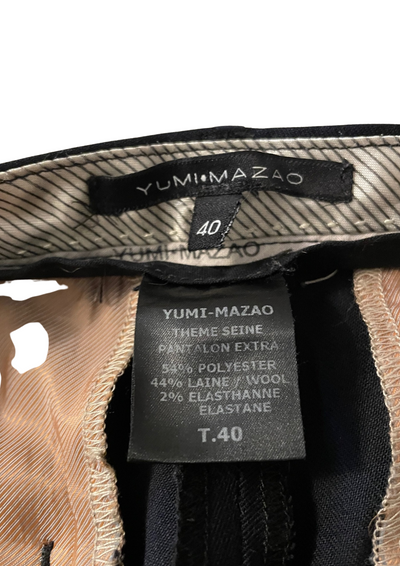 YUMI•MAZAO
40
YUMI-MAZAO
YUMI-MAZAO
THEME SEINE
PANTALON EXTRA
54% POLYESTER
44% LAINE / WOOL
2% ELASTHANNE
ELASTANE
T.40